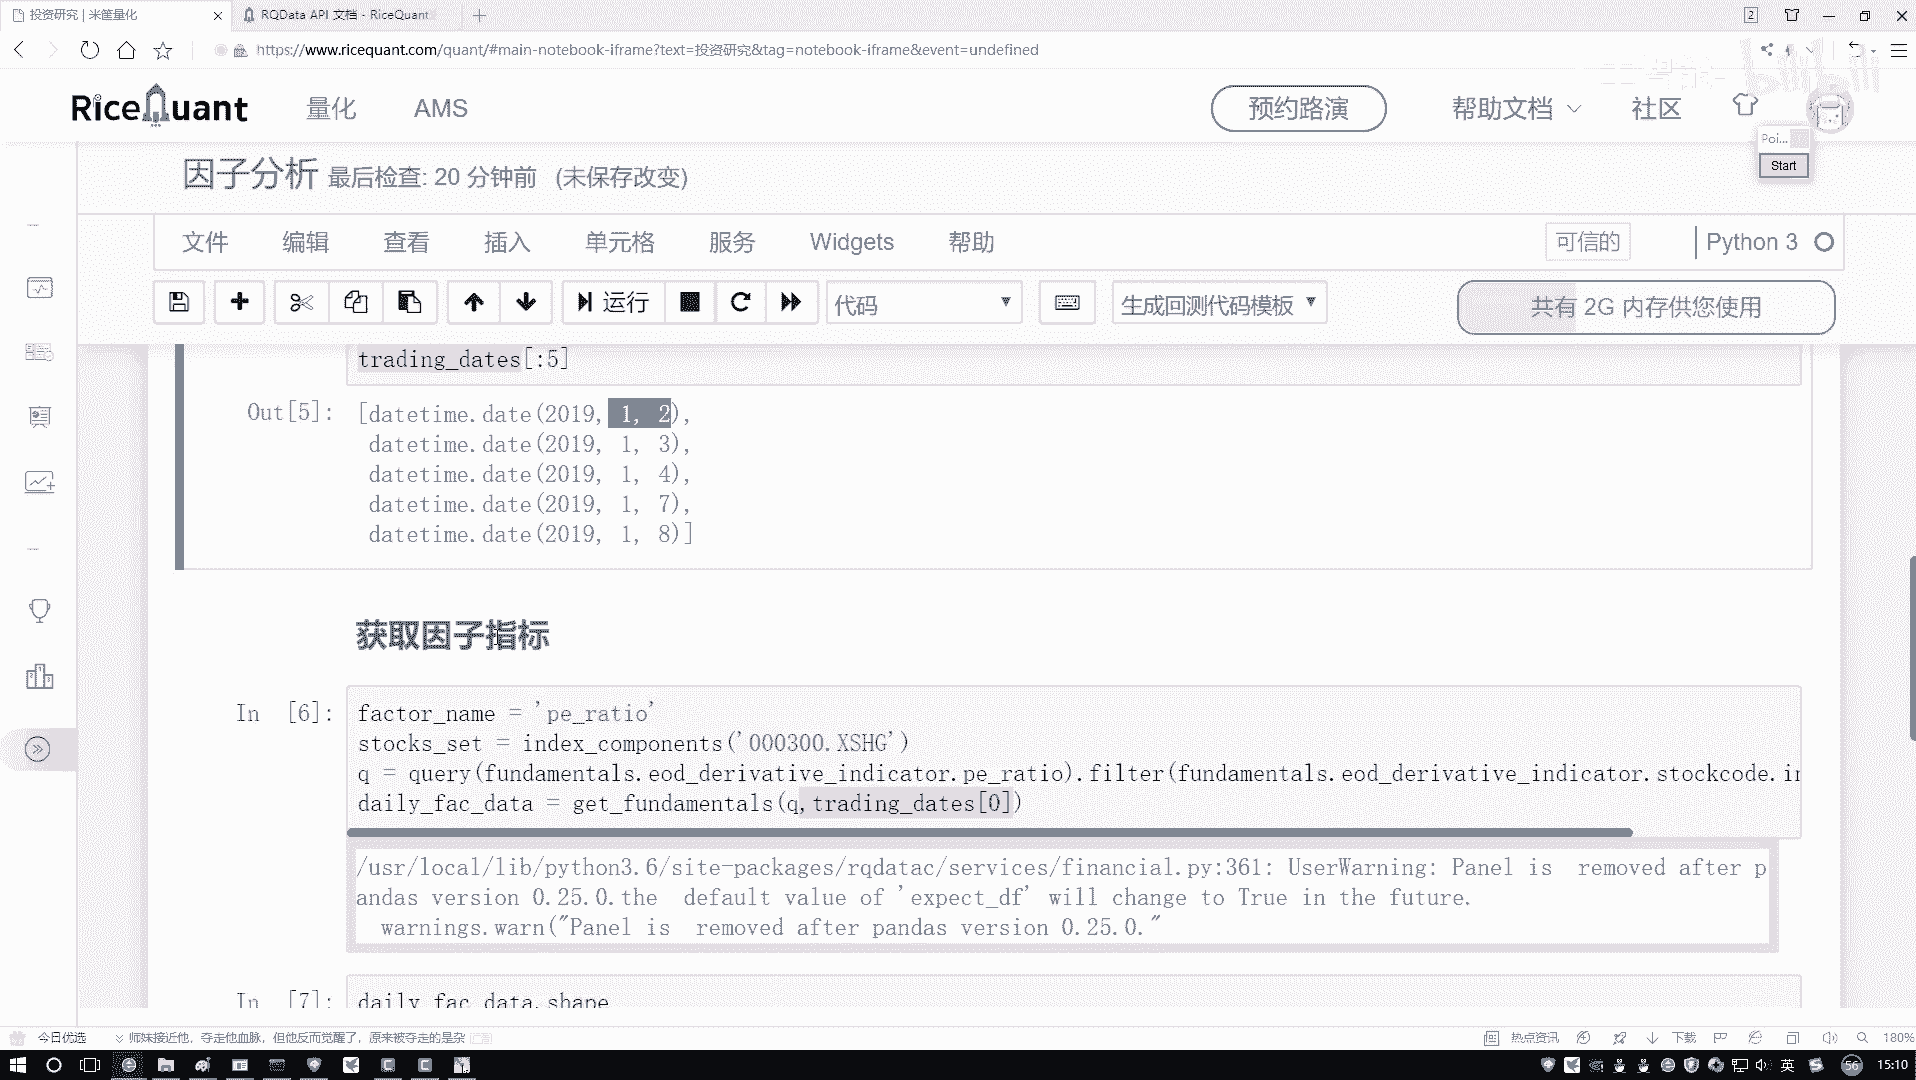 投资研究 | 米筐量化
RQData API 文档 - RiceQuant
2
https://www.ricequant.com/quant/#main-notebook-iframe?text=投资研究&tag=notebook-iframe&event=undefined
RiceQuant 量化 AMS 预约路演 帮助文档 社区
Poi...
Start
因子分析 最后检查: 20 分钟前 (未保存改变)
文件 编辑 查看 插入 单元格 服务 Widgets 帮助 可信的 Python 3
运行 代码 生成回测代码模板 共有 2G 内存供您使用
trading_dates[:5]
Out[5]: [datetime.date(2019, 1, 2),
datetime.date(2019, 1, 3),
datetime.date(2019, 1, 4),
datetime.date(2019, 1, 7),
datetime.date(2019, 1, 8)]
获取因子指标
In [6]: factor_name = 'pe_ratio'
stocks_set = index_components('000300.XSHG')
q = query(fundamentals.eod_derivative_indicator.pe_ratio).filter(fundamentals.eod_derivative_indicator.stockcode.in
daily_fac_data = get_fundamentals(q,trading_dates[0])
/usr/local/lib/python3.6/site-packages/rqdatac/services/financial.py:361: UserWarning: Panel is  removed after p
andas version 0.25.0.the  default value of 'expect_df' will change to True in the future.
warnings.warn("Panel is  removed after pandas version 0.25.0."
In [7]: daily_fac_data.shape
今日优选 师妹接近他，夺走他血脉，但他反而觉醒了，原来被夺走的是杂 热点资讯 下载 180%
英 56 15:10